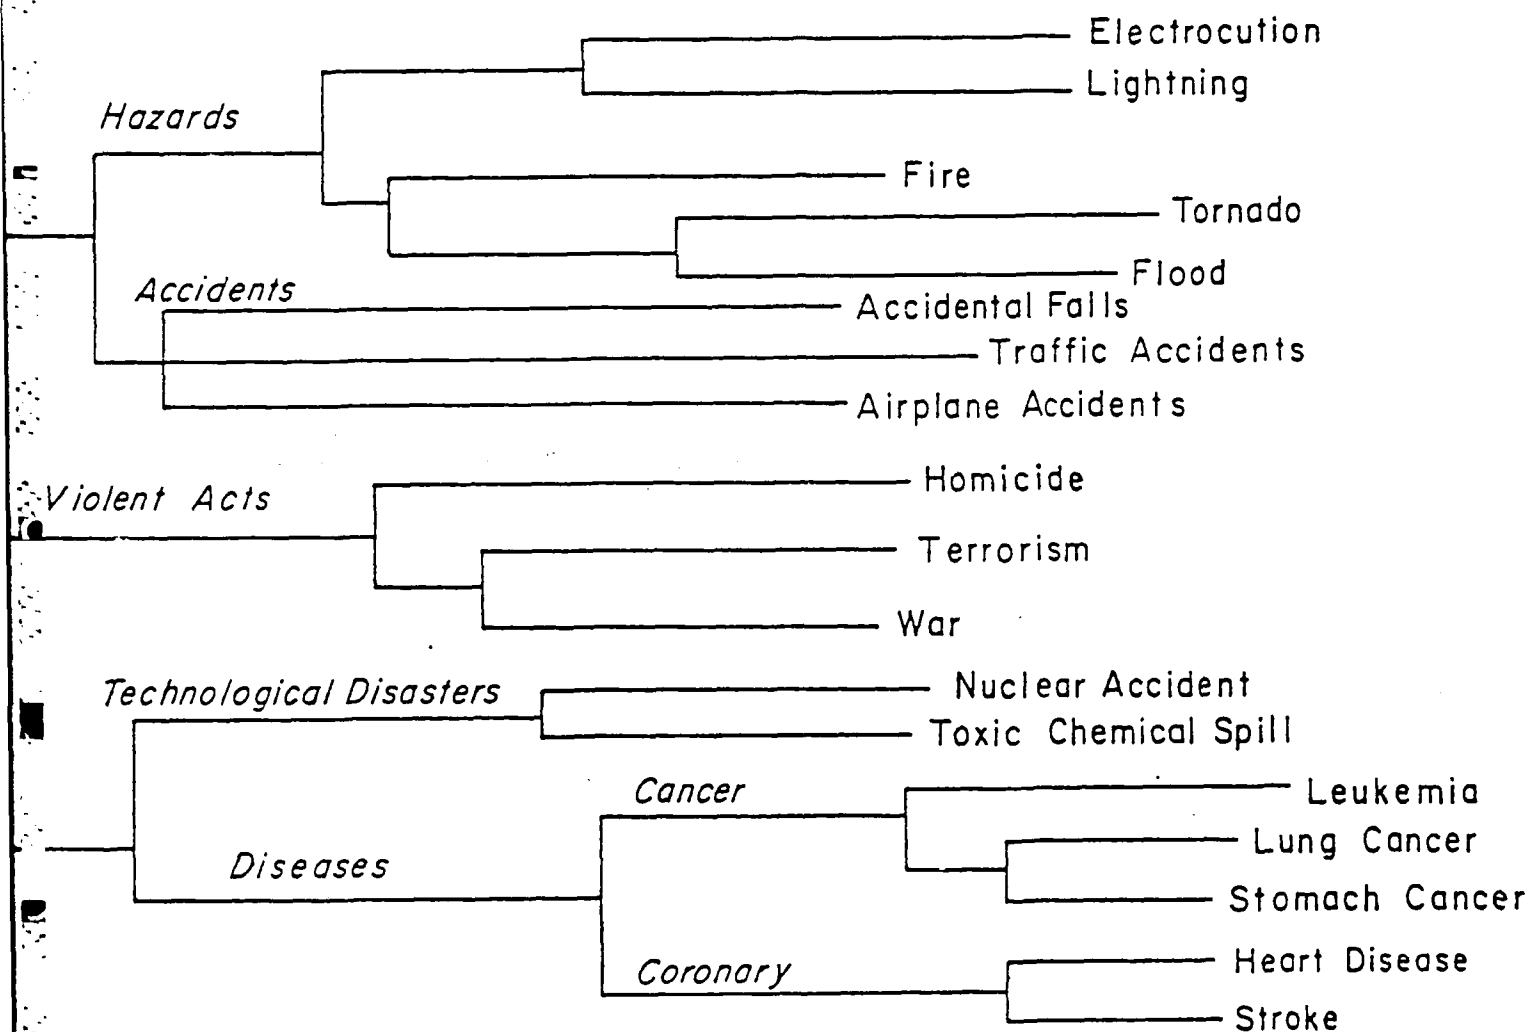 Electrocution
Lightning
Hazards
Fire
Tornado
Flood
Accidents
Accidental Falls
Traffic Accidents
Airplane Accidents
Homicide
Violent Acts
Terrorism
War
Technological Disasters
Nuclear Accident
Toxic Chemical Spill
Cancer
Leukemia
Lung Cancer
Diseases
Stomach Cancer
Heart Disease
Coronary
Stroke